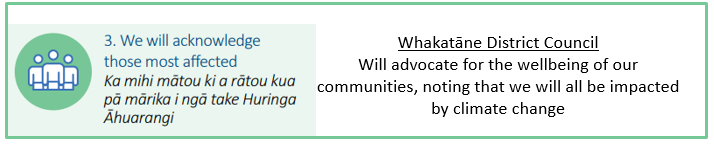 3. We will acknowledge
those most affected
Ka mihi mātou ki a rātou kua
pā mārika i ngā take Huringa
Āhuarangi
Whakatāne District Council
Will advocate for the wellbeing of our
communities, noting that we will all be impacted
by climate change